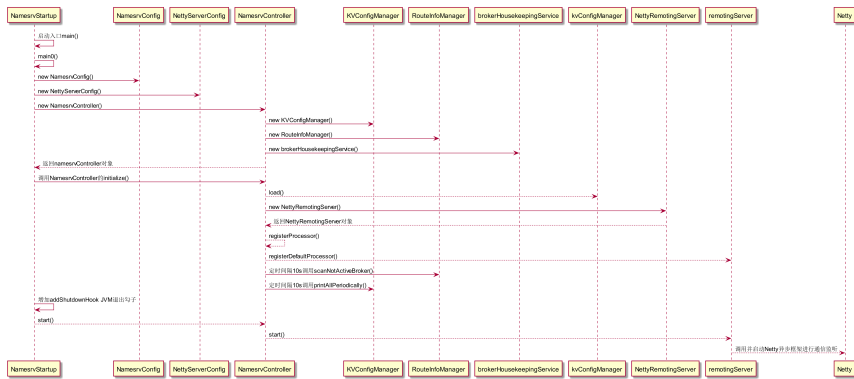 NamesrvStartup NamesrvConfig NettyServerConfig NamesrvController KVConfigManager RouteInfoManager brokerHousekeepingService kvConfigManager NettyRemotingServer remotingServer Netty
启动入口main()
main0()
new NamesrvConfig()
new NettyServerConfig()
new NamesrvController()
new KVConfigManager()
new RouteInfoManager()
new brokerHousekeepingService()
返回namesrvController对象
调用NamesrvController的initialize()
load()
new NettyRemotingServer()
返回NettyRemotingServer对象
registerProcessor()
registerDefaultProcessor()
定时间隔10s调用scanNotActiveBroker()
定时间隔10s调用printAllPeriodically()
增加addShutdownHook JVM退出勾子
start()
start()
调用并启动Netty异步框架进行通信监听
NamesrvStartup NamesrvConfig NettyServerConfig NamesrvController KVConfigManager RouteInfoManager brokerHousekeepingService kvConfigManager NettyRemotingServer remotingServer Netty